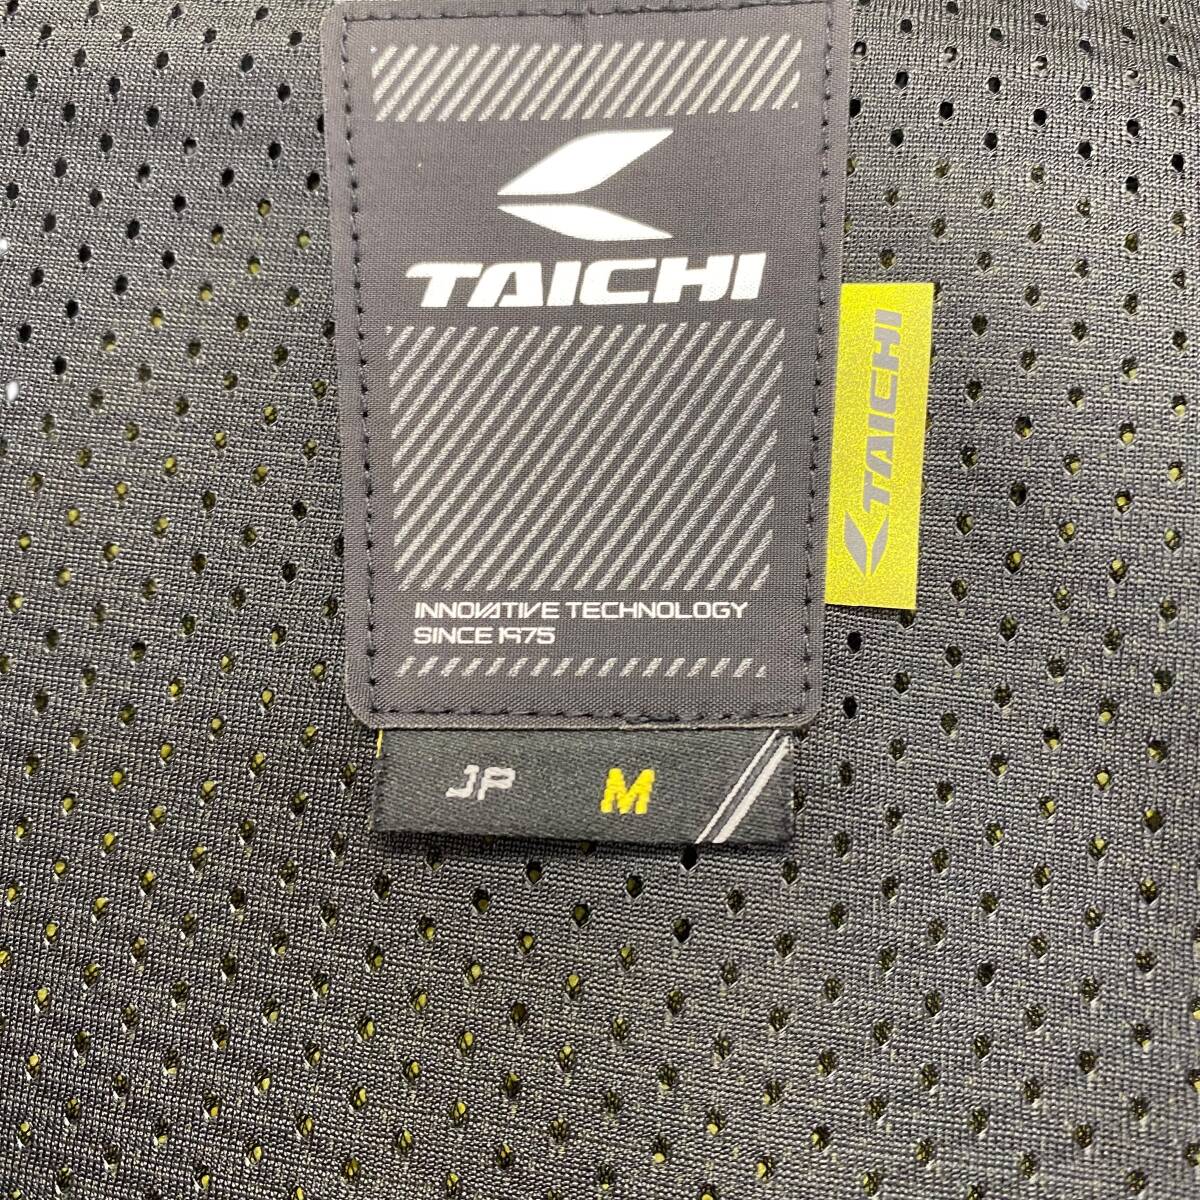 TAICHI
TAICHI
INNOVATIVE TECHNOLOGY
SINCE 1975
JP M